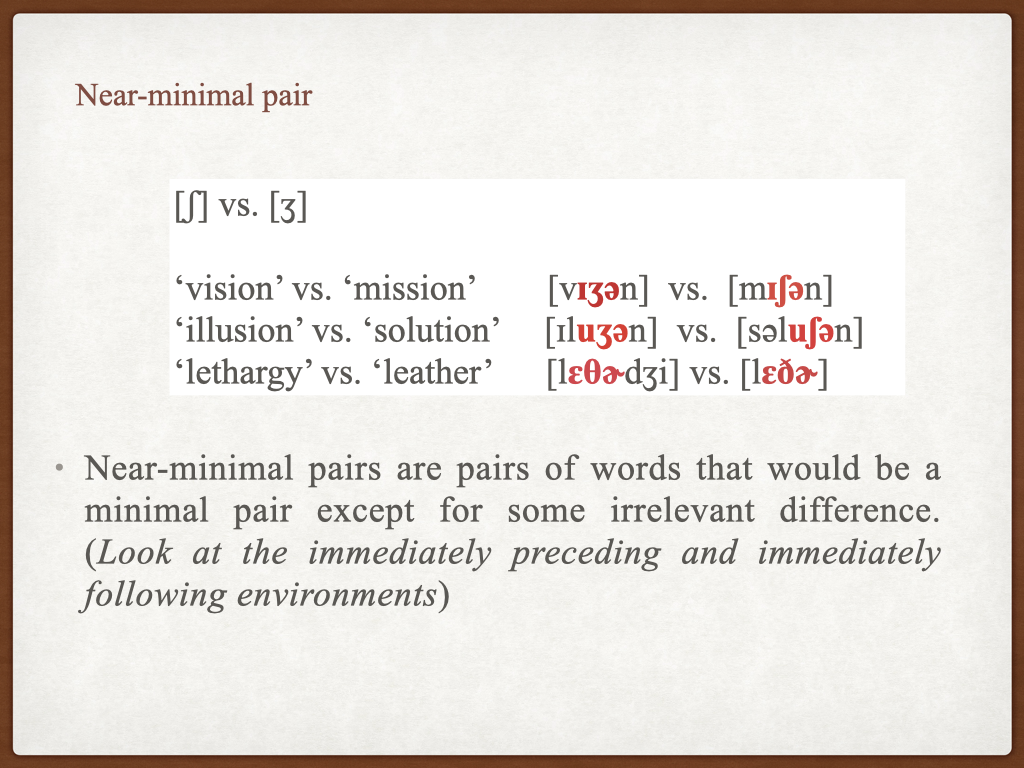 Near-minimal pair
[ʃ] vs. [ʒ]
‘vision’ vs. ‘mission’ [vɪʒən] vs. [mɪʃən]
‘illusion’ vs. ‘solution’ [ɪluʒən] vs. [səluʃən]
‘lethargy’ vs. ‘leather’ [lɛθɚdʒi] vs. [lɛðɚ]
• Near-minimal pairs are pairs of words that would be a
minimal pair except for some irrelevant difference.
(Look at the immediately preceding and immediately
following environments)